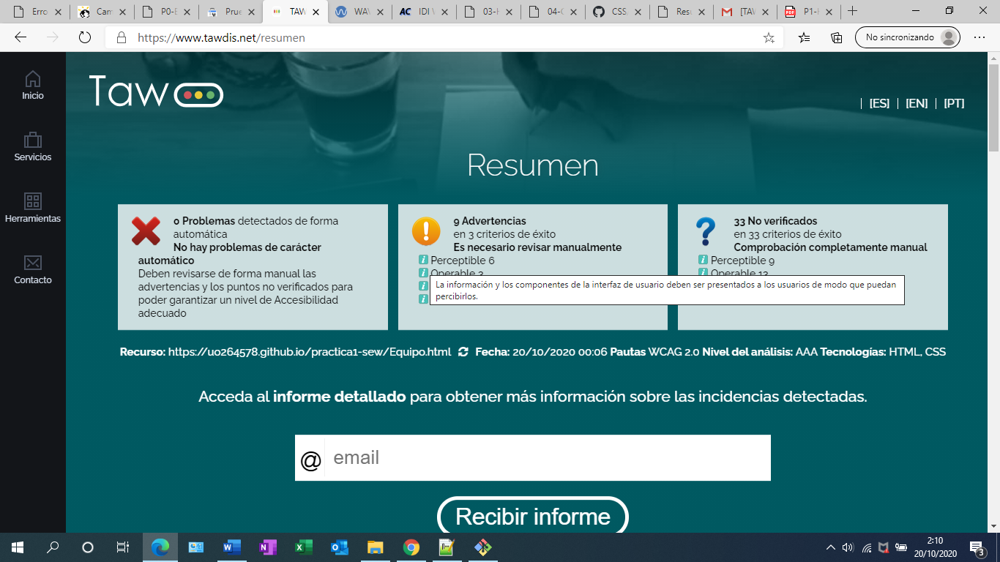 Erro
Cam
P0-E
Prue
TAW
WAV
IDI V
03-H
04-C
CSS
Resu
[TAW
P1-H
https://www.tawdis.net/resumen
No sincronizando
Inicio
Servicios
Herramientas
Contacto
Taw
[ES]
[EN]
[PT]
Resumen
0 Problemas detectados de forma
automática
No hay problemas de carácter
automático
Deben revisarse de forma manual las
advertencias y los puntos no verificados para
poder garantizar un nivel de Accesibilidad
adecuado
9 Advertencias
en 3 criterios de éxito
Es necesario revisar manualmente
Perceptible 6
Operable 3
33 No verificados
en 33 criterios de éxito
Comprobación completamente manual
Perceptible 9
Operable 13
La información y los componentes de la interfaz de usuario deben ser presentados a los usuarios de modo que puedan
percibirlos.
Recurso: https://uo264578.github.io/practica1-sew/Equipo.html Fecha: 20/10/2020 00:06 Pautas WCAG 2.0 Nivel del análisis: AAA Tecnologías: HTML, CSS
Acceda al informe detallado para obtener más información sobre las incidencias detectadas.
@ email
Recibir informe
2:10
20/10/2020
3